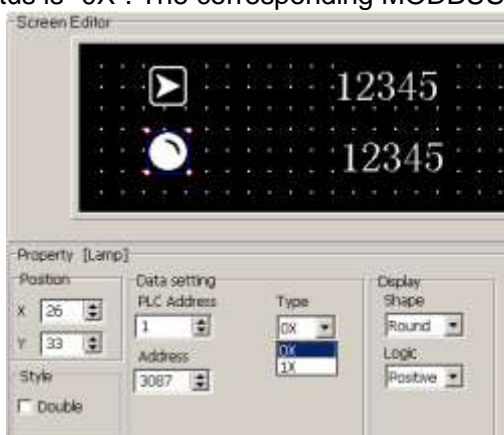 tus is "0X". The corresponding MODBUS
Screen Editor
12345
12345
Property [Lamp]
Position
X 26
Y 33
Style
Double
Data setting
PLC Address
1
Address
3087
Type
0X
0X
1X
Display
Shape
Round
Logic
Positive